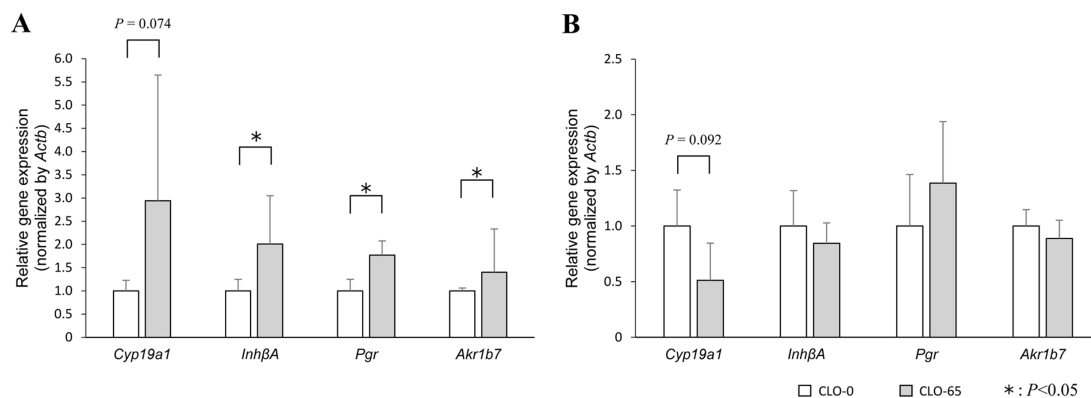 A
P = 0.074
Relative gene expression
(normalized by Actb)
6.0
5.5
5.0
4.5
4.0
3.5
3.0
2.5
2.0
1.5
1.0
0.5
0
*
*
*
Cyp19a1 InhβA Pgr Akr1b7
B
P = 0.092
Relative gene expression
(normalized by Actb)
2.5
2.0
1.5
1.0
0.5
0
Cyp19a1 InhβA Pgr Akr1b7
CLO-0 CLO-65 *: P<0.05